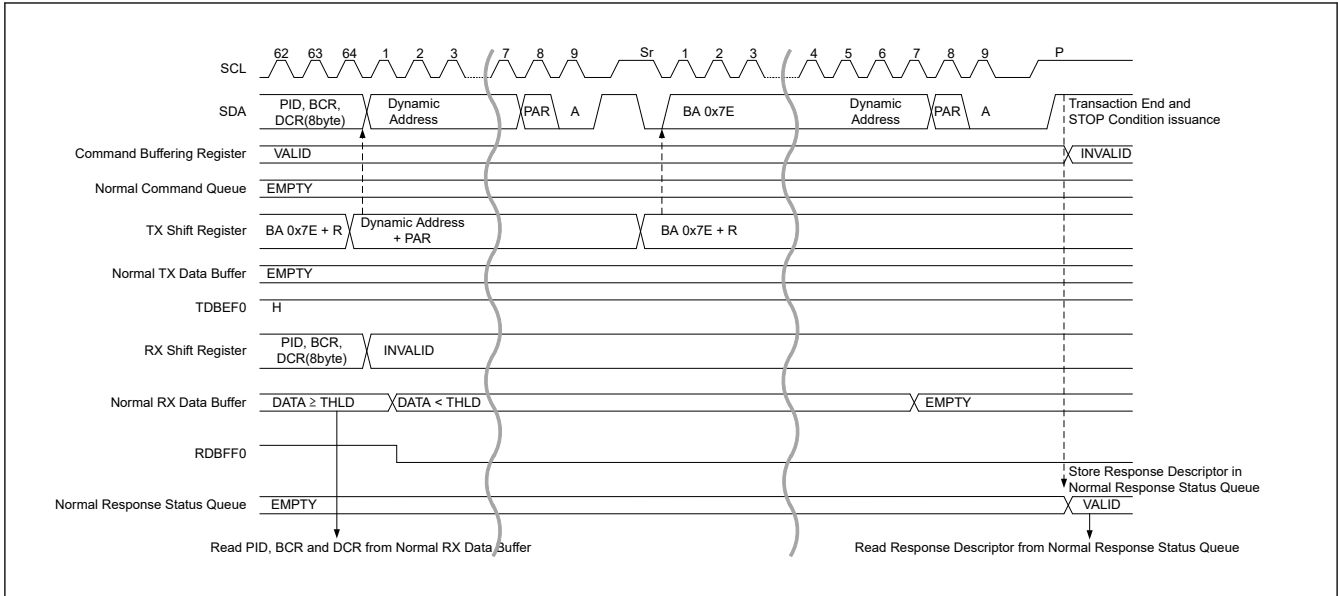 62 63 64 1 2 3 7 8 9 Sr 1 2 3 4 5 6 7 8 9 P
SCL
SDA PID, BCR, DCR(8byte) Dynamic Address PAR A BA 0x7E Dynamic Address PAR A Transaction End and STOP Condition issuance
Command Buffering Register VALID INVALID
Normal Command Queue EMPTY
TX Shift Register BA 0x7E + R Dynamic Address + PAR BA 0x7E + R
Normal TX Data Buffer EMPTY
TDBEF0 H
RX Shift Register PID, BCR, DCR(8byte) INVALID
Normal RX Data Buffer DATA ≥ THLD DATA < THLD EMPTY
RDBFF0
Store Response Descriptor in Normal Response Status Queue
Normal Response Status Queue EMPTY VALID
Read PID, BCR and DCR from Normal RX Data Buffer Read Response Descriptor from Normal Response Status Queue